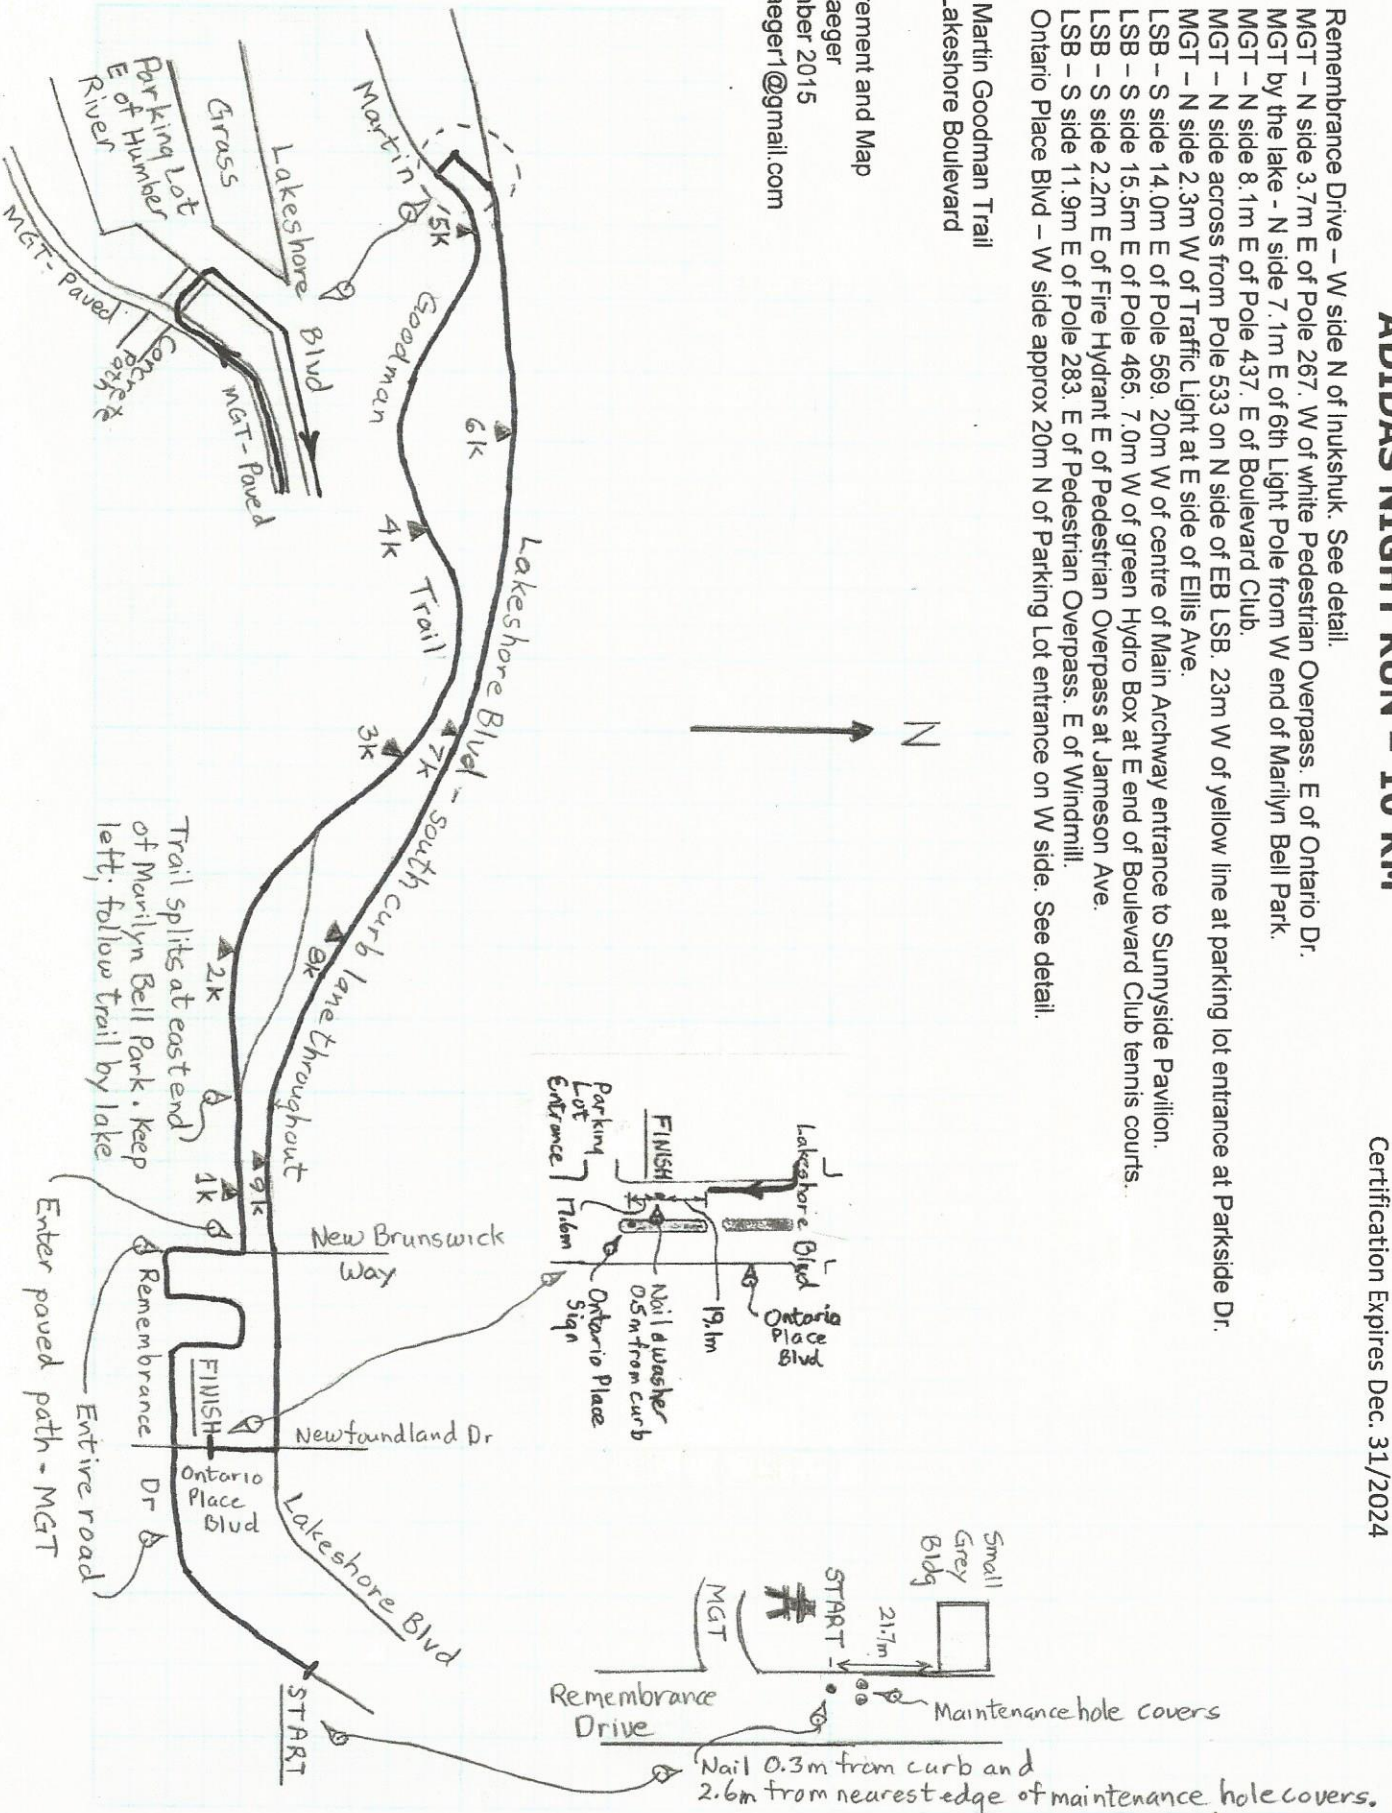 ADIDAS NIGHT RUN – 10 KM
Certification Expires Dec. 31/2024
Remembrance Drive – W side N of Inukshuk. See detail.
MGT – N side 3.7m E of Pole 267. W of white Pedestrian Overpass. E of Ontario Dr.
MGT by the lake - N side 7.1m E of 6th Light Pole from W end of Marilyn Bell Park.
MGT – N side 8.1m E of Pole 437. E of Boulevard Club.
MGT – N side across from Pole 533 on N side of EB LSB. 23m W of yellow line at parking lot entrance at Parkside Dr.
MGT – N side 2.3m W of Traffic Light at E side of Ellis Ave.
LSB – S side 14.0m E of Pole 569. 20m W of centre of Main Archway entrance to Sunnyside Pavilion.
LSB – S side 15.5m E of Pole 465. 7.0m W of green Hydro Box at E end of Boulevard Club tennis courts.
LSB – S side 2.2m E of Fire Hydrant E of Pedestrian Overpass at Jameson Ave.
LSB – S side 11.9m E of Pole 283. E of Pedestrian Overpass. E of Windmill.
Ontario Place Blvd – W side approx 20m N of Parking Lot entrance on W side. See detail.
Martin Goodman Trail
Lakeshore Boulevard
rement and Map
aeger
ber 2015
aeger1@gmail.com
N
Lakeshore Blvd - south curb lane throughout
Martin Goodman Trail
5K
6K
4K
3K
7K
8K
2K
9K
1K
Lakeshore Blvd
Grass
Parking Lot
E of Humber
River
MGT-Paved
MGT-Paved
Trail splits at east end
of Marilyn Bell Park. Keep
left; follow trail by lake
Enter paved path - MGT
Entire road
New Brunswick
Way
Remembrance Dr
FINISH
Newfoundland Dr
Ontario
Place
Blvd
Lakeshore Blvd
START
Lakeshore Blvd
FINISH
Parking
Lot
Entrance
17.6m
19.1m
Ontario
Place
Blvd
Nail & washer
0.5m from curb
Ontario Place
Sign
Small
Grey
Bldg
21.7m
START
MGT
Remembrance
Drive
Maintenance hole covers
Nail 0.3m from curb and
2.6m from nearest edge of maintenance hole covers.